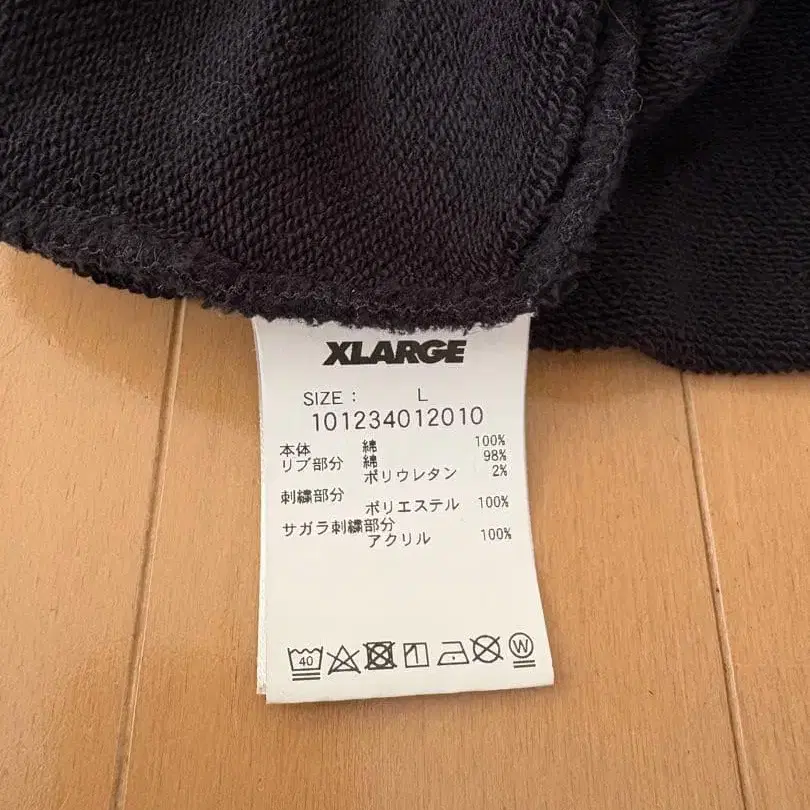 XLARGE
SIZE : L
101234012010
本体 綿 100%
リブ部分 綿 98%
ポリウレタン 2%
刺繍部分
ポリエステル 100%
サガラ刺繍部分
アクリル 100%
40 W